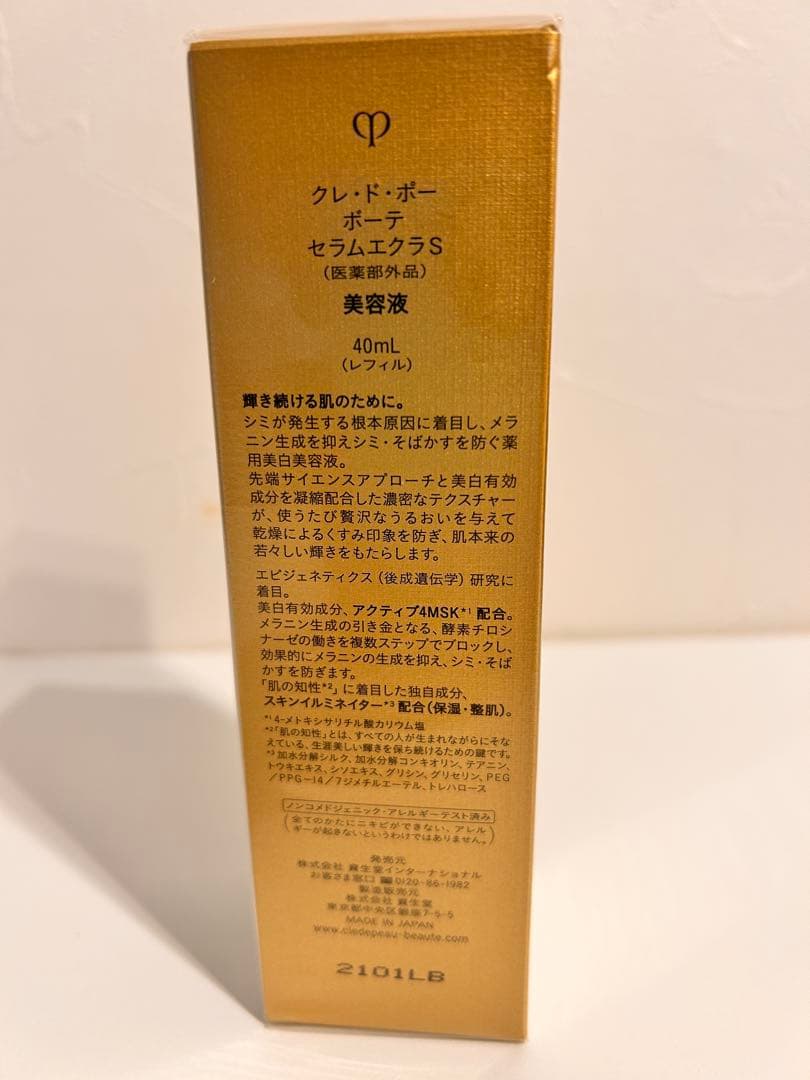 クレ・ド・ポー
ボーテ
セラムエクラS
(医薬部外品)
美容液
40mL
(レフィル)
輝き続ける肌のために。
シミが発生する根本原因に着目し、メラ
ニン生成を抑えシミ・そばかすを防ぐ薬
用美白美容液。
先端サイエンスアプローチと美白有効
成分を凝縮配合した濃密なテクスチャー
が、使うたび贅沢なうるおいを与えて
乾燥によるくすみ印象を防ぎ、肌本来の
若々しい輝きをもたらします。
エピジェネティクス(後成遺伝学)研究に
着目。
美白有効成分、アクティブ4MSK*¹ 配合。
メラニン生成の引き金となる、酵素チロシ
ナーゼの働きを複数ステップでブロックし、
効果的にメラニンの生成を抑え、シミ・そば
かすを防ぎます。
「肌の知性*²」に着目した独自成分、
スキンイルミネイター*³ 配合(保湿・整肌)。
*¹ 4-メトキシサリチル酸カリウム塩
*²「肌の知性」とは、すべての人が生まれながらにそな
えている、生涯美しい輝きを保ち続けるための鍵です。
*³ 加水分解シルク、加水分解コンキオリン、テアニン、
トウキエキス、シソエキス、グリシン、グリセリン、PEG
/PPG-14/7ジメチルエーテル、トレハロース
ノンコメドジェニック・アレルギーテスト済み
(全てのかたにニキビができない、アレル
ギーが起きないというわけではありません。)
発売元
株式会社 資生堂インターナショナル
お客さま窓口 0120-86-1982
製造販売元
株式会社 資生堂
東京都中央区銀座7-5-5
MADE IN JAPAN
www.cledepeau-beaute.com
2101LB